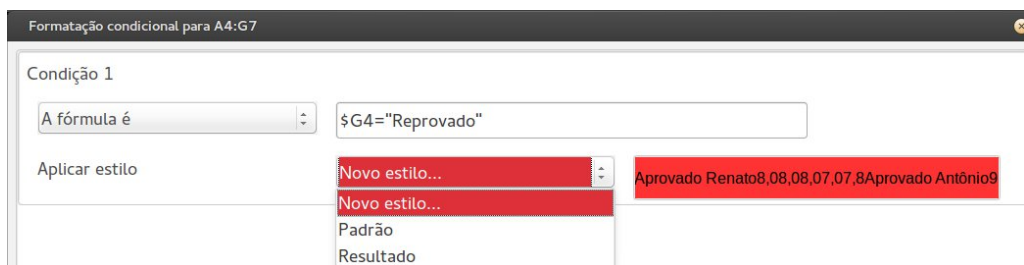 Formatação condicional para A4:G7
Condição 1
A fórmula é
$G4="Reprovado"
Aplicar estilo
Novo estilo...
Aprovado Renato8,08,08,07,07,8Aprovado Antônio9
Novo estilo...
Padrão
Resultado